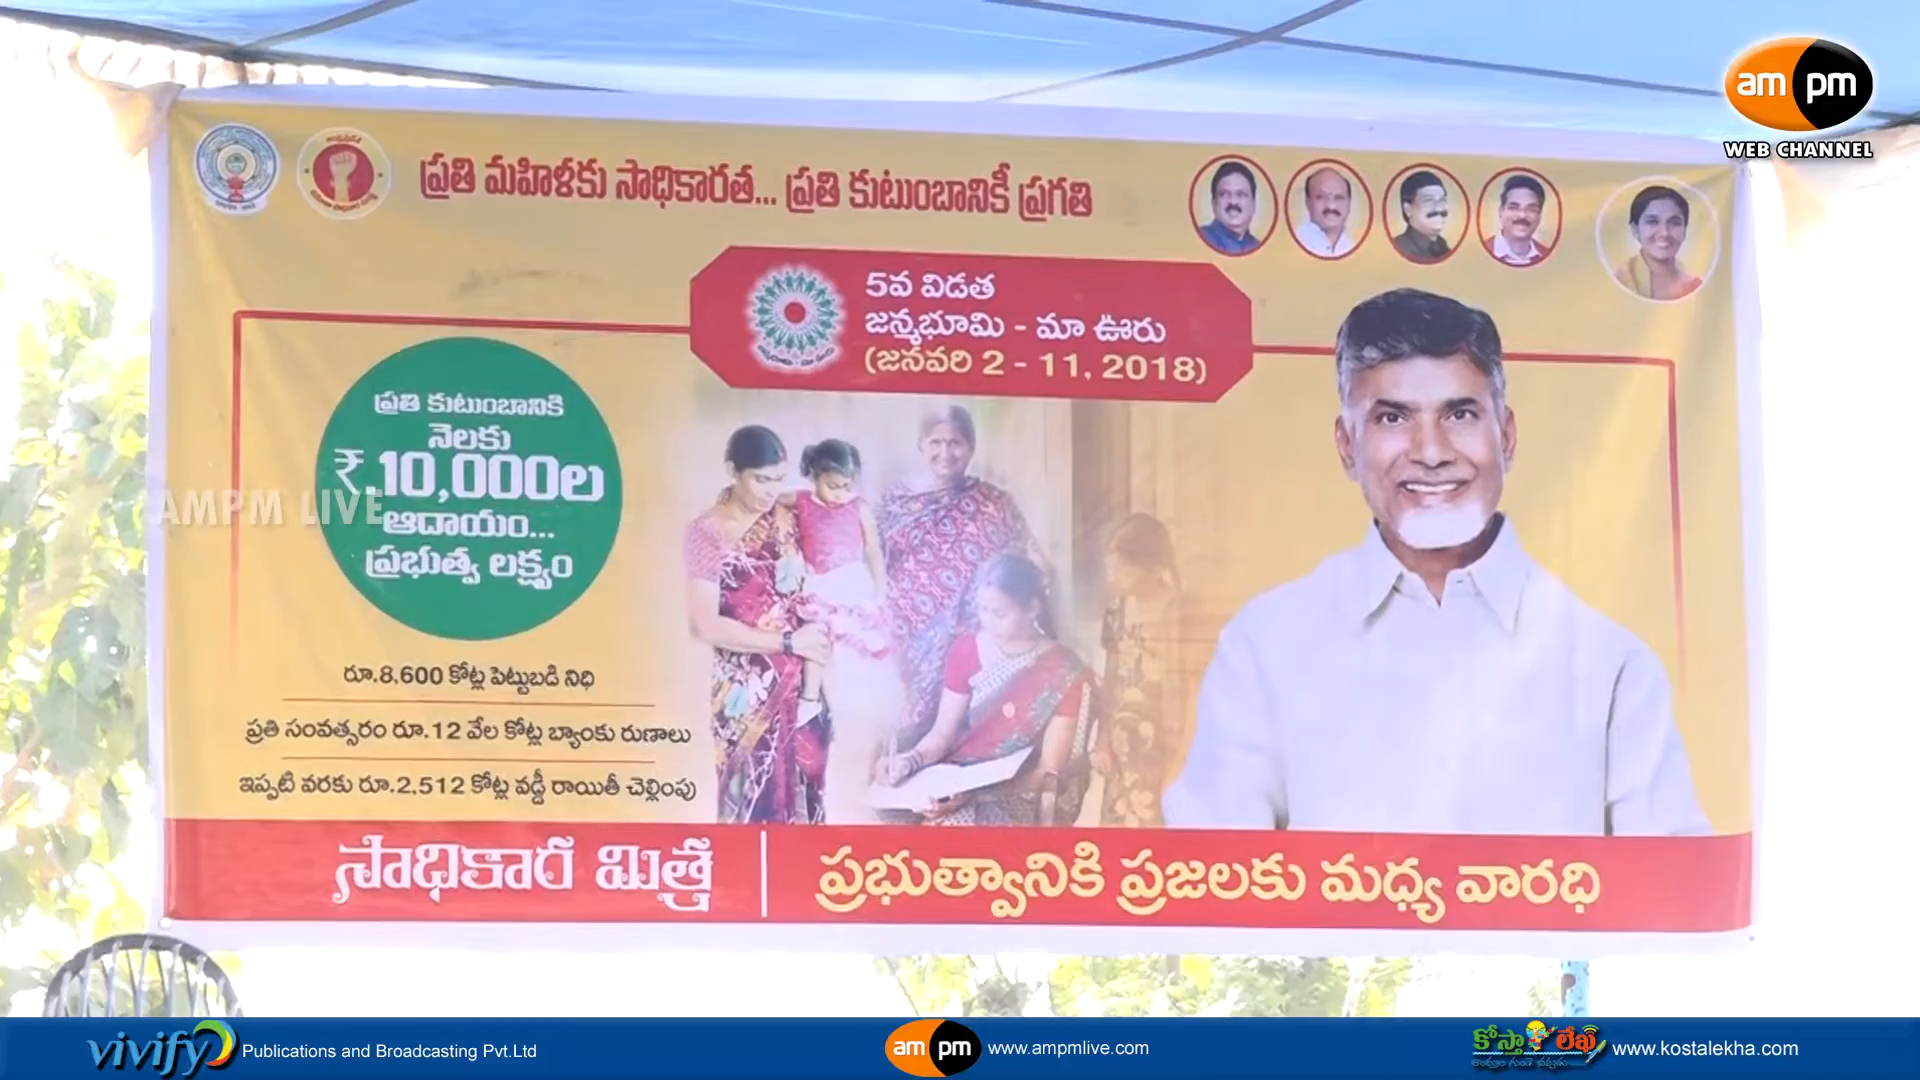 am pm
WEB CHANNEL
ప్రతి మహిళకు సాధికారత... ప్రతి కుటుంబానికీ ప్రగతి
5వ విడత
జన్మభూమి - మా ఊరు
(జనవరి 2 - 11, 2018)
ప్రతి కుటుంబానికి
నెలకు
₹.10,000ల
ఆదాయం...
ప్రభుత్వ లక్ష్యం
AMPM LIVE
రూ.8,600 కోట్ల పెట్టుబడి నిధి
ప్రతి సంవత్సరం రూ.12 వేల కోట్ల బ్యాంకు రుణాలు
ఇప్పటి వరకు రూ.2,512 కోట్ల వడ్డీ రాయితీ చెల్లింపు
సాధికార మిత్ర
ప్రభుత్వానికి ప్రజలకు మధ్య వారధి
vivify Publications and Broadcasting Pvt.Ltd
am pm www.ampmlive.com
కోస్తా లేఖ www.kostalekha.com